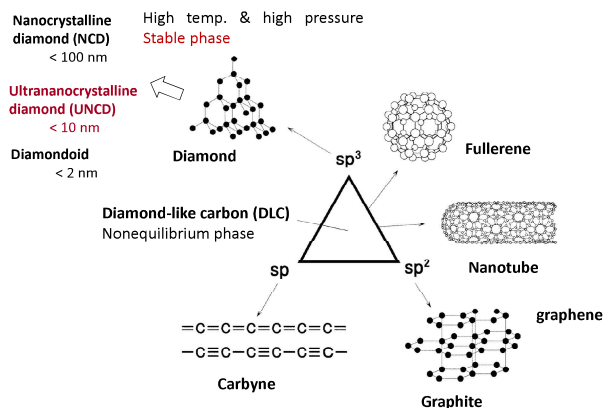 Nanocrystalline
diamond (NCD)
< 100 nm
High temp. & high pressure
Stable phase
Ultrananocrystalline
diamond (UNCD)
< 10 nm
Diamondoid
< 2 nm
Diamond
sp³
Fullerene
Diamond-like carbon (DLC)
Nonequilibrium phase
sp
sp²
Nanotube
=C=C=C=C=C=C=
—C≡C—C≡C—C≡C—
Carbyne
graphene
Graphite